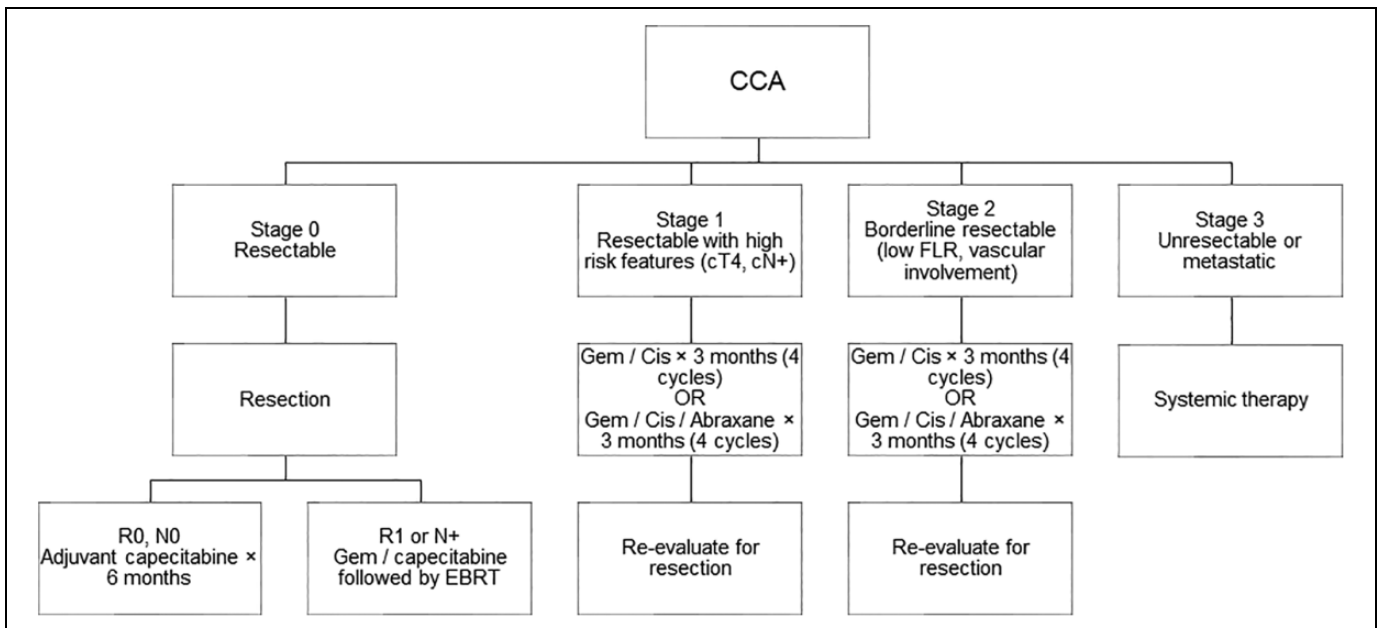 CCA
Stage 0
Resectable
Stage 1
Resectable with high
risk features (cT4, cN+)
Stage 2
Borderline resectable
(low FLR, vascular
involvement)
Stage 3
Unresectable or
metastatic
Resection
Gem / Cis × 3 months (4
cycles)
OR
Gem / Cis / Abraxane ×
3 months (4 cycles)
Gem / Cis × 3 months (4
cycles)
OR
Gem / Cis / Abraxane ×
3 months (4 cycles)
Systemic therapy
R0, N0
Adjuvant capecitabine ×
6 months
R1 or N+
Gem / capecitabine
followed by EBRT
Re-evaluate for
resection
Re-evaluate for
resection